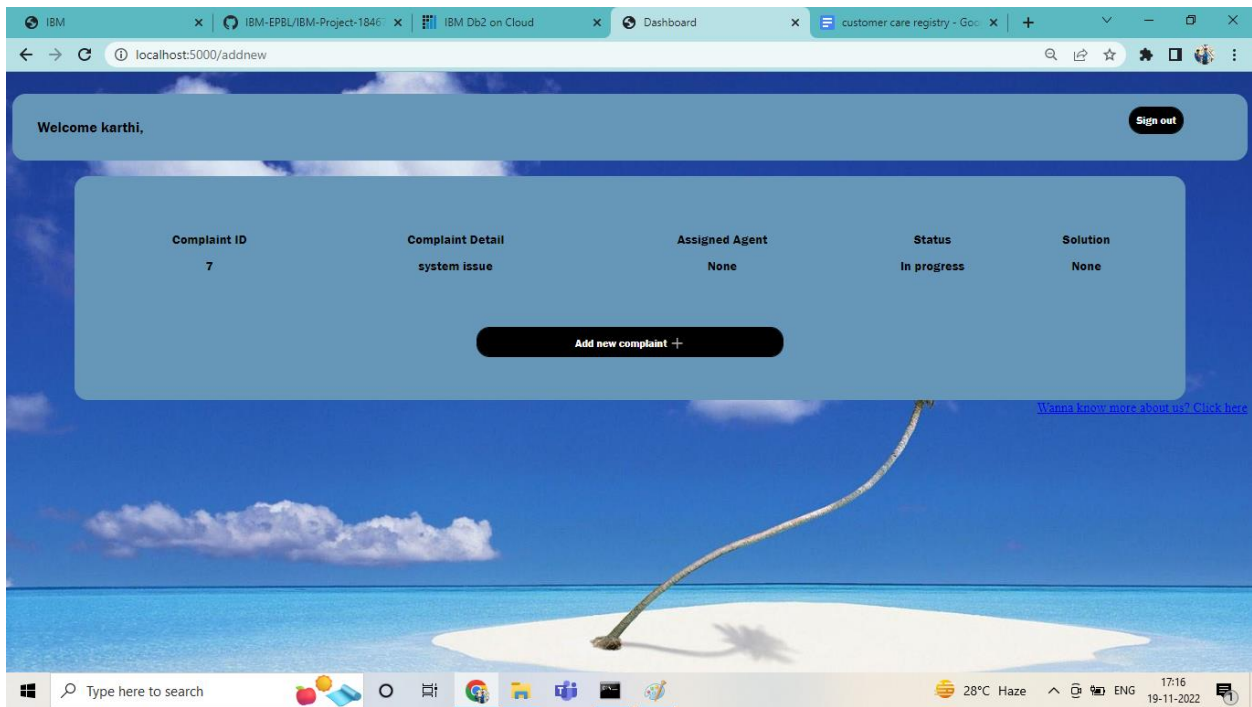 IBM
IBM-EPBL/IBM-Project-1846
IBM Db2 on Cloud
Dashboard
customer care registry - Goo
localhost:5000/addnew
Welcome karthi,
Sign out
Complaint ID Complaint Detail Assigned Agent Status Solution
7 system issue None In progress None
Add new complaint +
Wanna know more about us? Click here
Type here to search
28°C Haze
ENG
17:16
19-11-2022
1